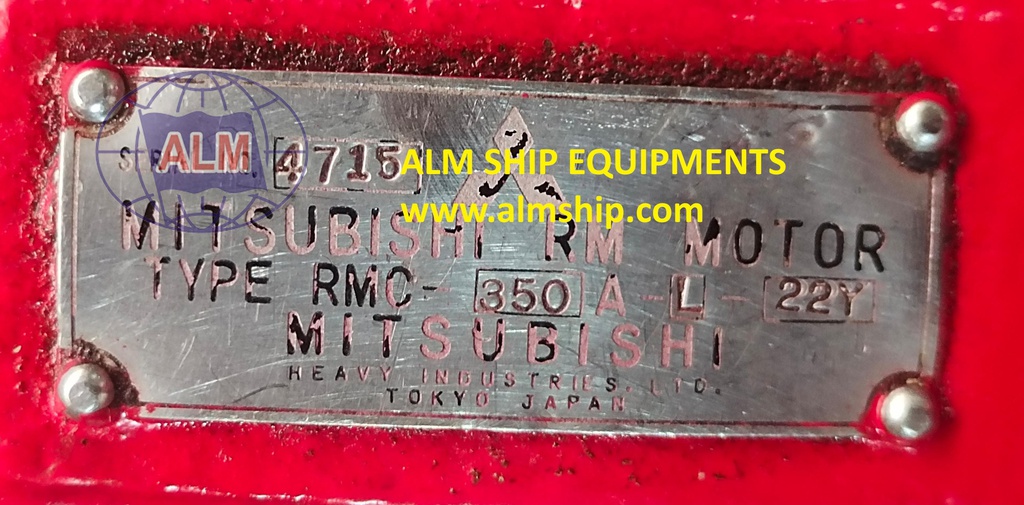 ALM
4715
ALM SHIP EQUIPMENTS
www.almship.com
MITSUBISHI RM MOTOR
TYPE RMC-350 A-L-22Y
MITSUBISHI
HEAVY INDUSTRIES, LTD.
TOKYO JAPAN